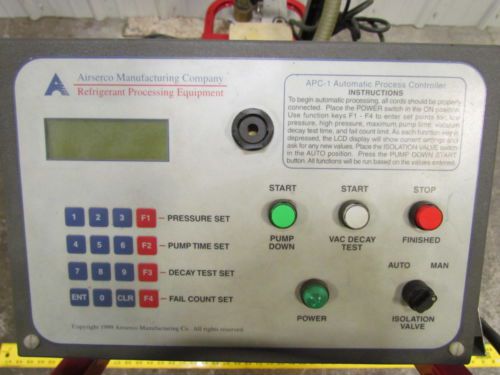 Airserco Manufacturing Company
Refrigerant Processing Equipment
APC-1 Automatic Process Controller
INSTRUCTIONS
To begin automatic processing, all cords should be properly
connected. Place the POWER switch in the ON position.
Use function keys F1 - F4 to enter set points for, low
pressure, high pressure, maximum pump time, vacuum
decay test time, and fail count limit. As each function key is
depressed, the LCD display will show current settings and
ask for any new values. Place the ISOLATION VALVE switch
in the AUTO position. Press the PUMP DOWN START
button. All functions will be run based on the values entered.
START
START
STOP
PUMP
DOWN
VAC DECAY
TEST
FINISHED
1 2 3 F1 PRESSURE SET
4 5 6 F2 PUMP TIME SET
7 8 9 F3 DECAY TEST SET
ENT 0 CLR F4 FAIL COUNT SET
AUTO MAN
POWER
ISOLATION
VALVE
Copyright 1999 Airserco Manufacturing Co. All rights reserved.